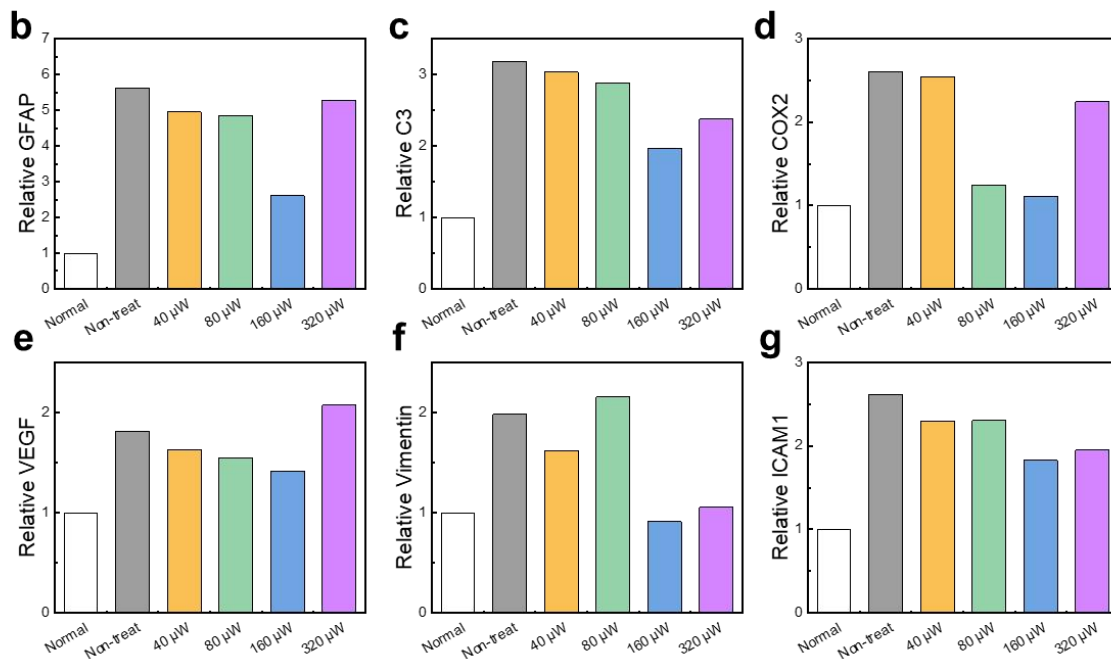 b
Relative GFAP
7
6
5
4
3
2
1
0
Normal
Non-treat
40 µW
80 µW
160 µW
320 µW
c
Relative C3
3
2
1
0
Normal
Non-treat
40 µW
80 µW
160 µW
320 µW
d
Relative COX2
3
2
1
0
Normal
Non-treat
40 µW
80 µW
160 µW
320 µW
e
Relative VEGF
2
1
0
Normal
Non-treat
40 µW
80 µW
160 µW
320 µW
f
Relative Vimentin
2
1
0
Normal
Non-treat
40 µW
80 µW
160 µW
320 µW
g
Relative ICAM1
3
2
1
0
Normal
Non-treat
40 µW
80 µW
160 µW
320 µW